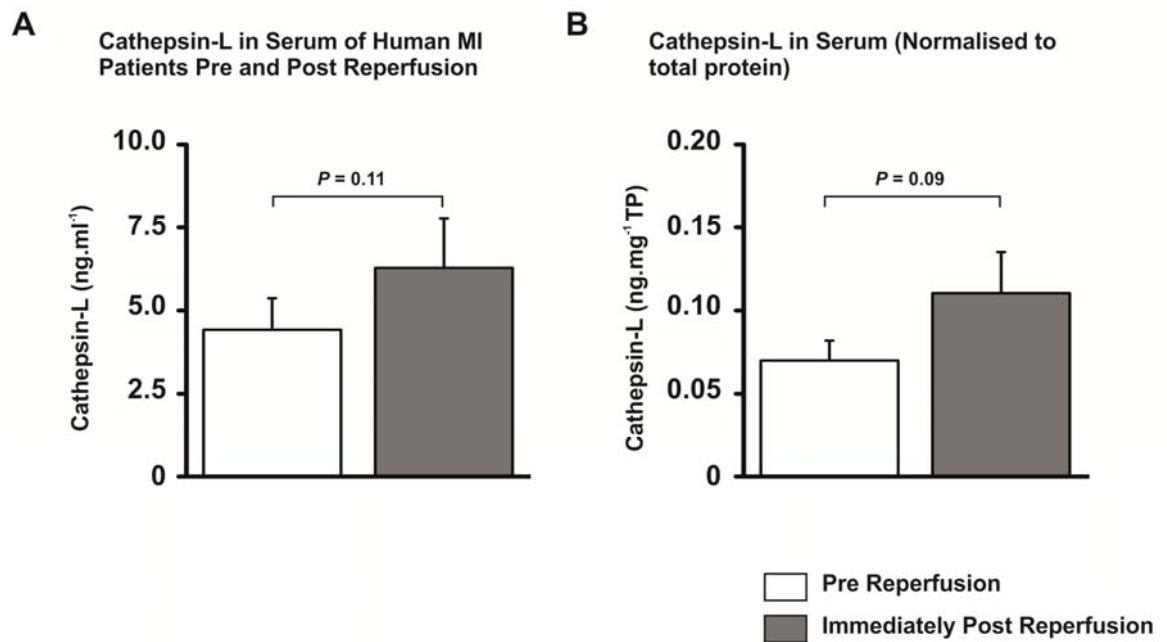 A
Cathepsin-L in Serum of Human MI
Patients Pre and Post Reperfusion
10.0
7.5
5.0
2.5
0
Cathepsin-L (ng.ml⁻¹)
P = 0.11
B
Cathepsin-L in Serum (Normalised to
total protein)
0.20
0.15
0.10
0.05
0
Cathepsin-L (ng.mg⁻¹ TP)
P = 0.09
Pre Reperfusion
Immediately Post Reperfusion